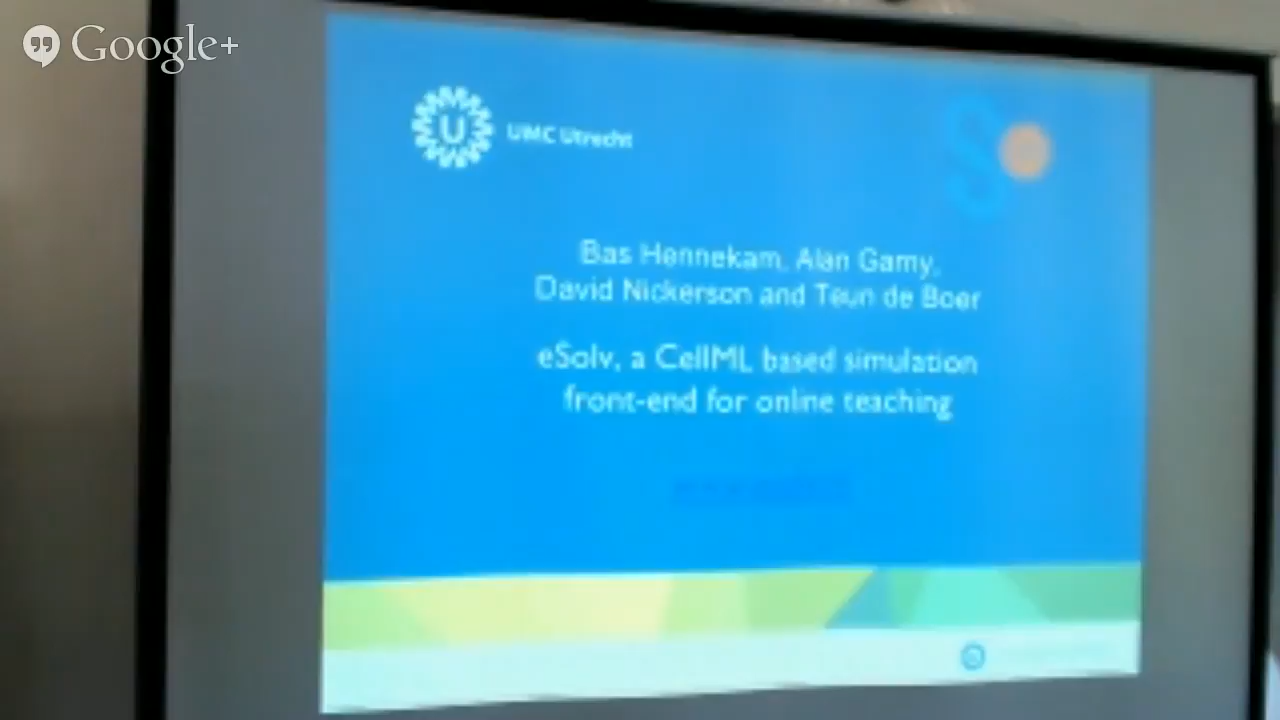 Google+
U UMC Utrecht
Bas Hennekam, Alan Garny,
David Nickerson and Teun de Boer
eSolv, a CellML based simulation
front-end for online teaching